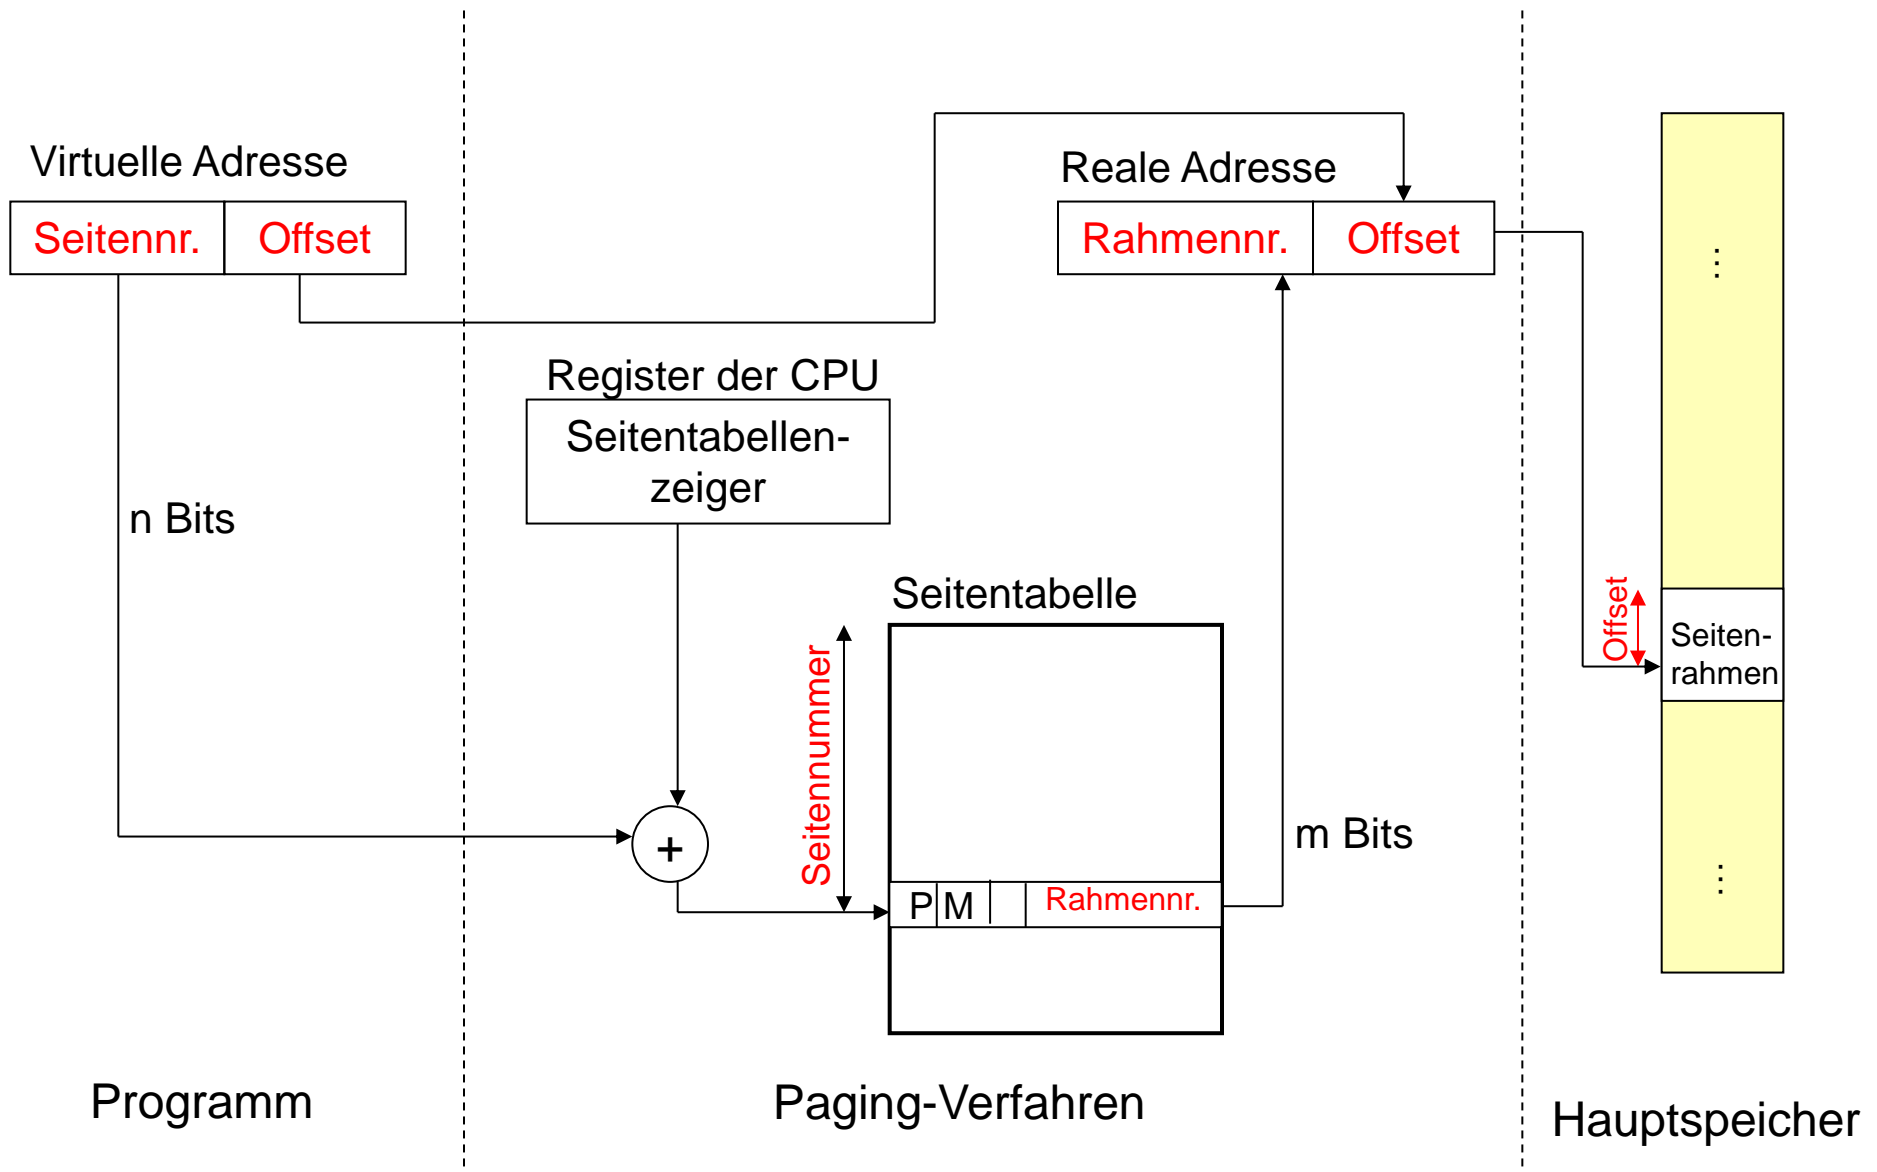 Virtuelle Adresse
Seitennr. Offset
Reale Adresse
Rahmennr. Offset
Register der CPU
Seitentabellen-
zeiger
n Bits
+
Seitentabelle
Seitennummer
P M Rahmennr.
m Bits
...
Offset
Seiten-
rahmen
...
Programm
Paging-Verfahren
Hauptspeicher